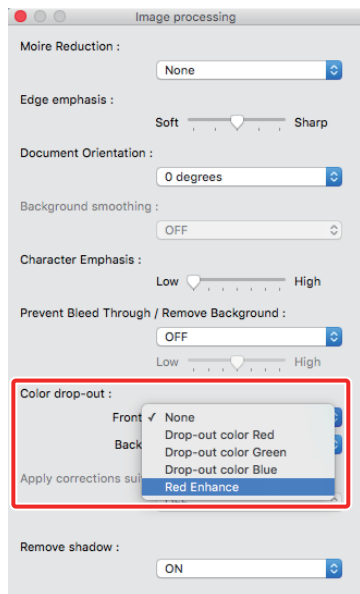 Image processing
Moire Reduction :
None
Edge emphasis :
Soft Sharp
Document Orientation :
0 degrees
Background smoothing :
OFF
Character Emphasis :
Low High
Prevent Bleed Through / Remove Background :
OFF
Low High
Color drop-out :
Front ✓ None
Drop-out color Red
Drop-out color Green
Back
Drop-out color Blue
Apply corrections
Red Enhance
Remove shadow :
ON